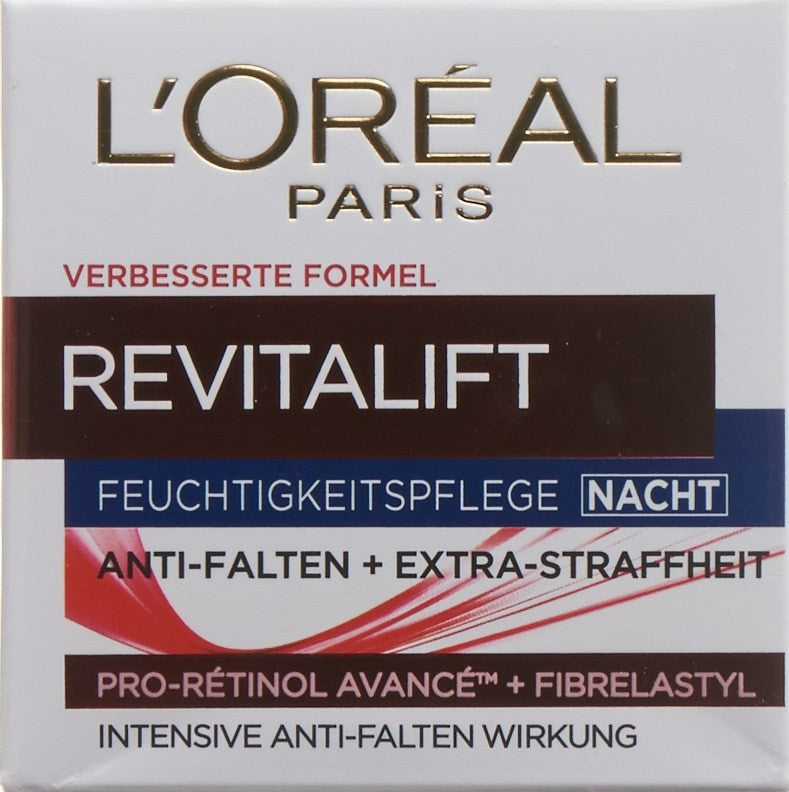 L'ORÉAL
PARiS
VERBESSERTE FORMEL
REVITALIFT
FEUCHTIGKEITSPFLEGE NACHT
ANTI-FALTEN + EXTRA-STRAFFHEIT
PRO-RÉTINOL AVANCÉ™ + FIBRELASTYL
INTENSIVE ANTI-FALTEN WIRKUNG